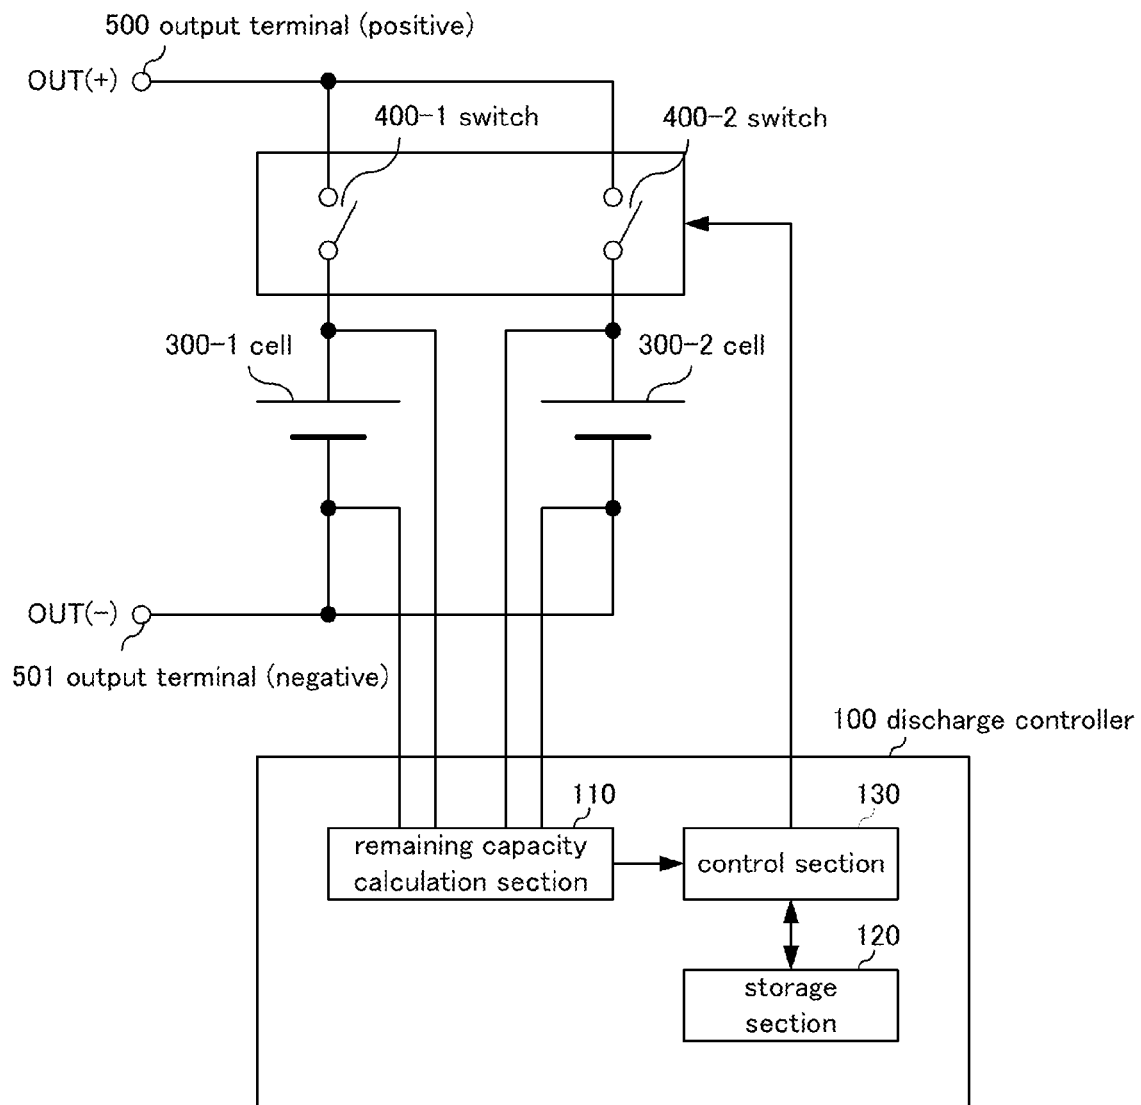 500 output terminal (positive)
OUT(+)
400-1 switch
400-2 switch
300-1 cell
300-2 cell
OUT(-)
501 output terminal (negative)
100 discharge controller
110
130
remaining capacity
calculation section
control section
120
storage
section